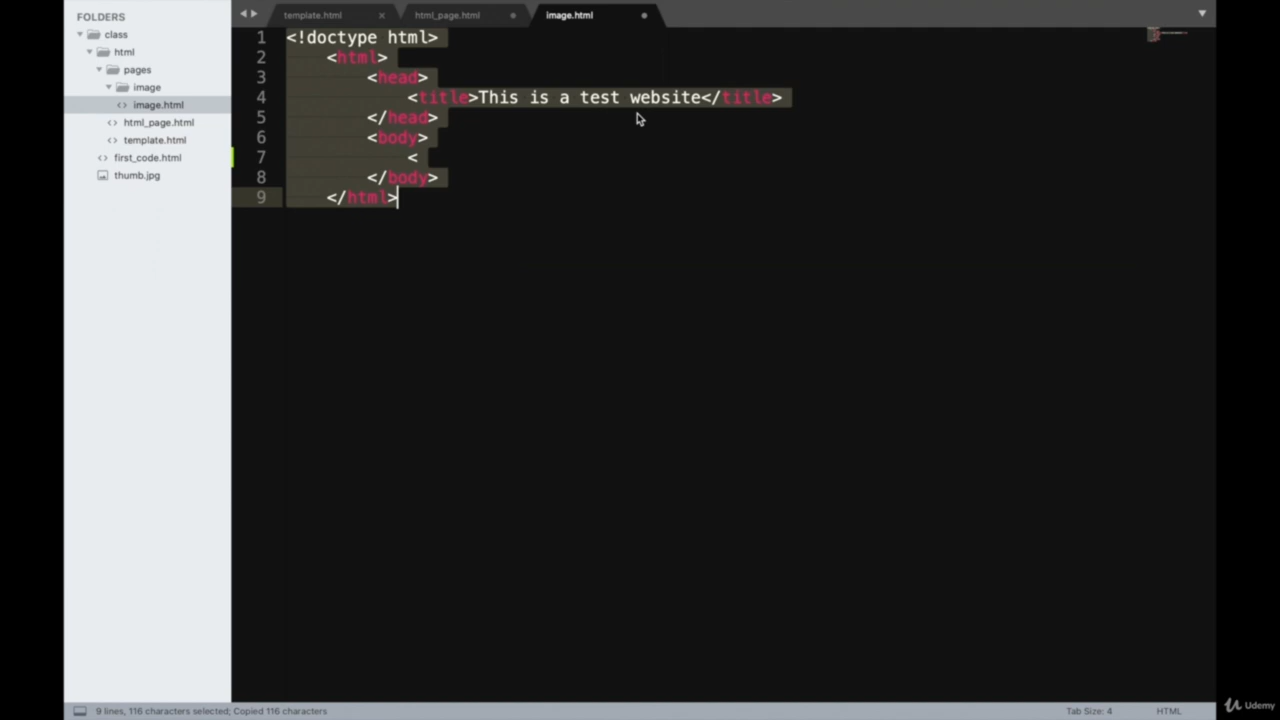 FOLDERS
class
html
pages
image
image.html
html_page.html
template.html
first_code.html
thumb.jpg
template.html × html_page.html image.html
1 <!doctype html>
2 <html>
3 <head>
4 <title>This is a test website</title>
5 </head>
6 <body>
7 <
8 </body>
9 </html>
9 lines, 116 characters selected; Copied 116 characters
Tab Size: 4
HTML
Udemy